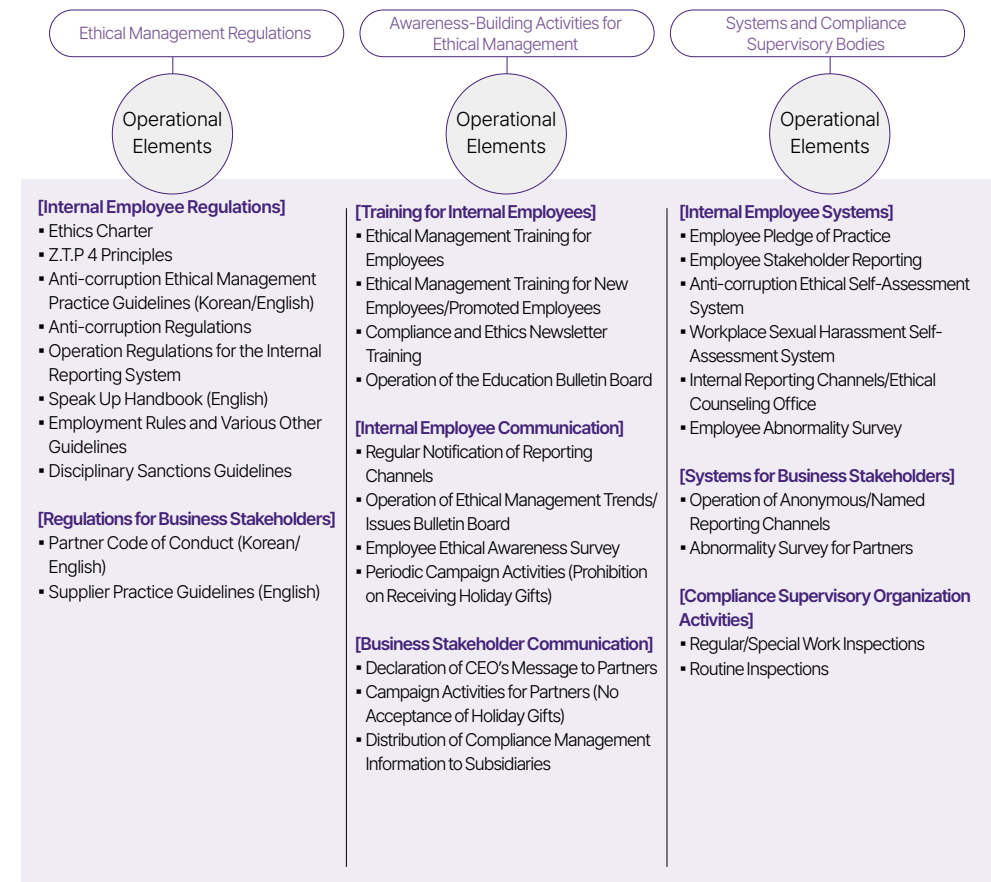 Ethical Management Regulations
Operational
Elements
[Internal Employee Regulations]
▪ Ethics Charter
▪ Z.T.P 4 Principles
▪ Anti-corruption Ethical Management
Practice Guidelines (Korean/English)
▪ Anti-corruption Regulations
▪ Operation Regulations for the Internal
Reporting System
▪ Speak Up Handbook (English)
▪ Employment Rules and Various Other
Guidelines
▪ Disciplinary Sanctions Guidelines
[Regulations for Business Stakeholders]
▪ Partner Code of Conduct (Korean/
English)
▪ Supplier Practice Guidelines (English)
Awareness-Building Activities for
Ethical Management
Operational
Elements
[Training for Internal Employees]
▪ Ethical Management Training for
Employees
▪ Ethical Management Training for New
Employees/Promoted Employees
▪ Compliance and Ethics Newsletter
Training
▪ Operation of the Education Bulletin Board
[Internal Employee Communication]
▪ Regular Notification of Reporting
Channels
▪ Operation of Ethical Management Trends/
Issues Bulletin Board
▪ Employee Ethical Awareness Survey
▪ Periodic Campaign Activities (Prohibition
on Receiving Holiday Gifts)
[Business Stakeholder Communication]
▪ Declaration of CEO's Message to Partners
▪ Campaign Activities for Partners (No
Acceptance of Holiday Gifts)
▪ Distribution of Compliance Management
Information to Subsidiaries
Systems and Compliance
Supervisory Bodies
Operational
Elements
[Internal Employee Systems]
▪ Employee Pledge of Practice
▪ Employee Stakeholder Reporting
▪ Anti-corruption Ethical Self-Assessment
System
▪ Workplace Sexual Harassment Self-
Assessment System
▪ Internal Reporting Channels/Ethical
Counseling Office
▪ Employee Abnormality Survey
[Systems for Business Stakeholders]
▪ Operation of Anonymous/Named
Reporting Channels
▪ Abnormality Survey for Partners
[Compliance Supervisory Organization
Activities]
▪ Regular/Special Work Inspections
▪ Routine Inspections